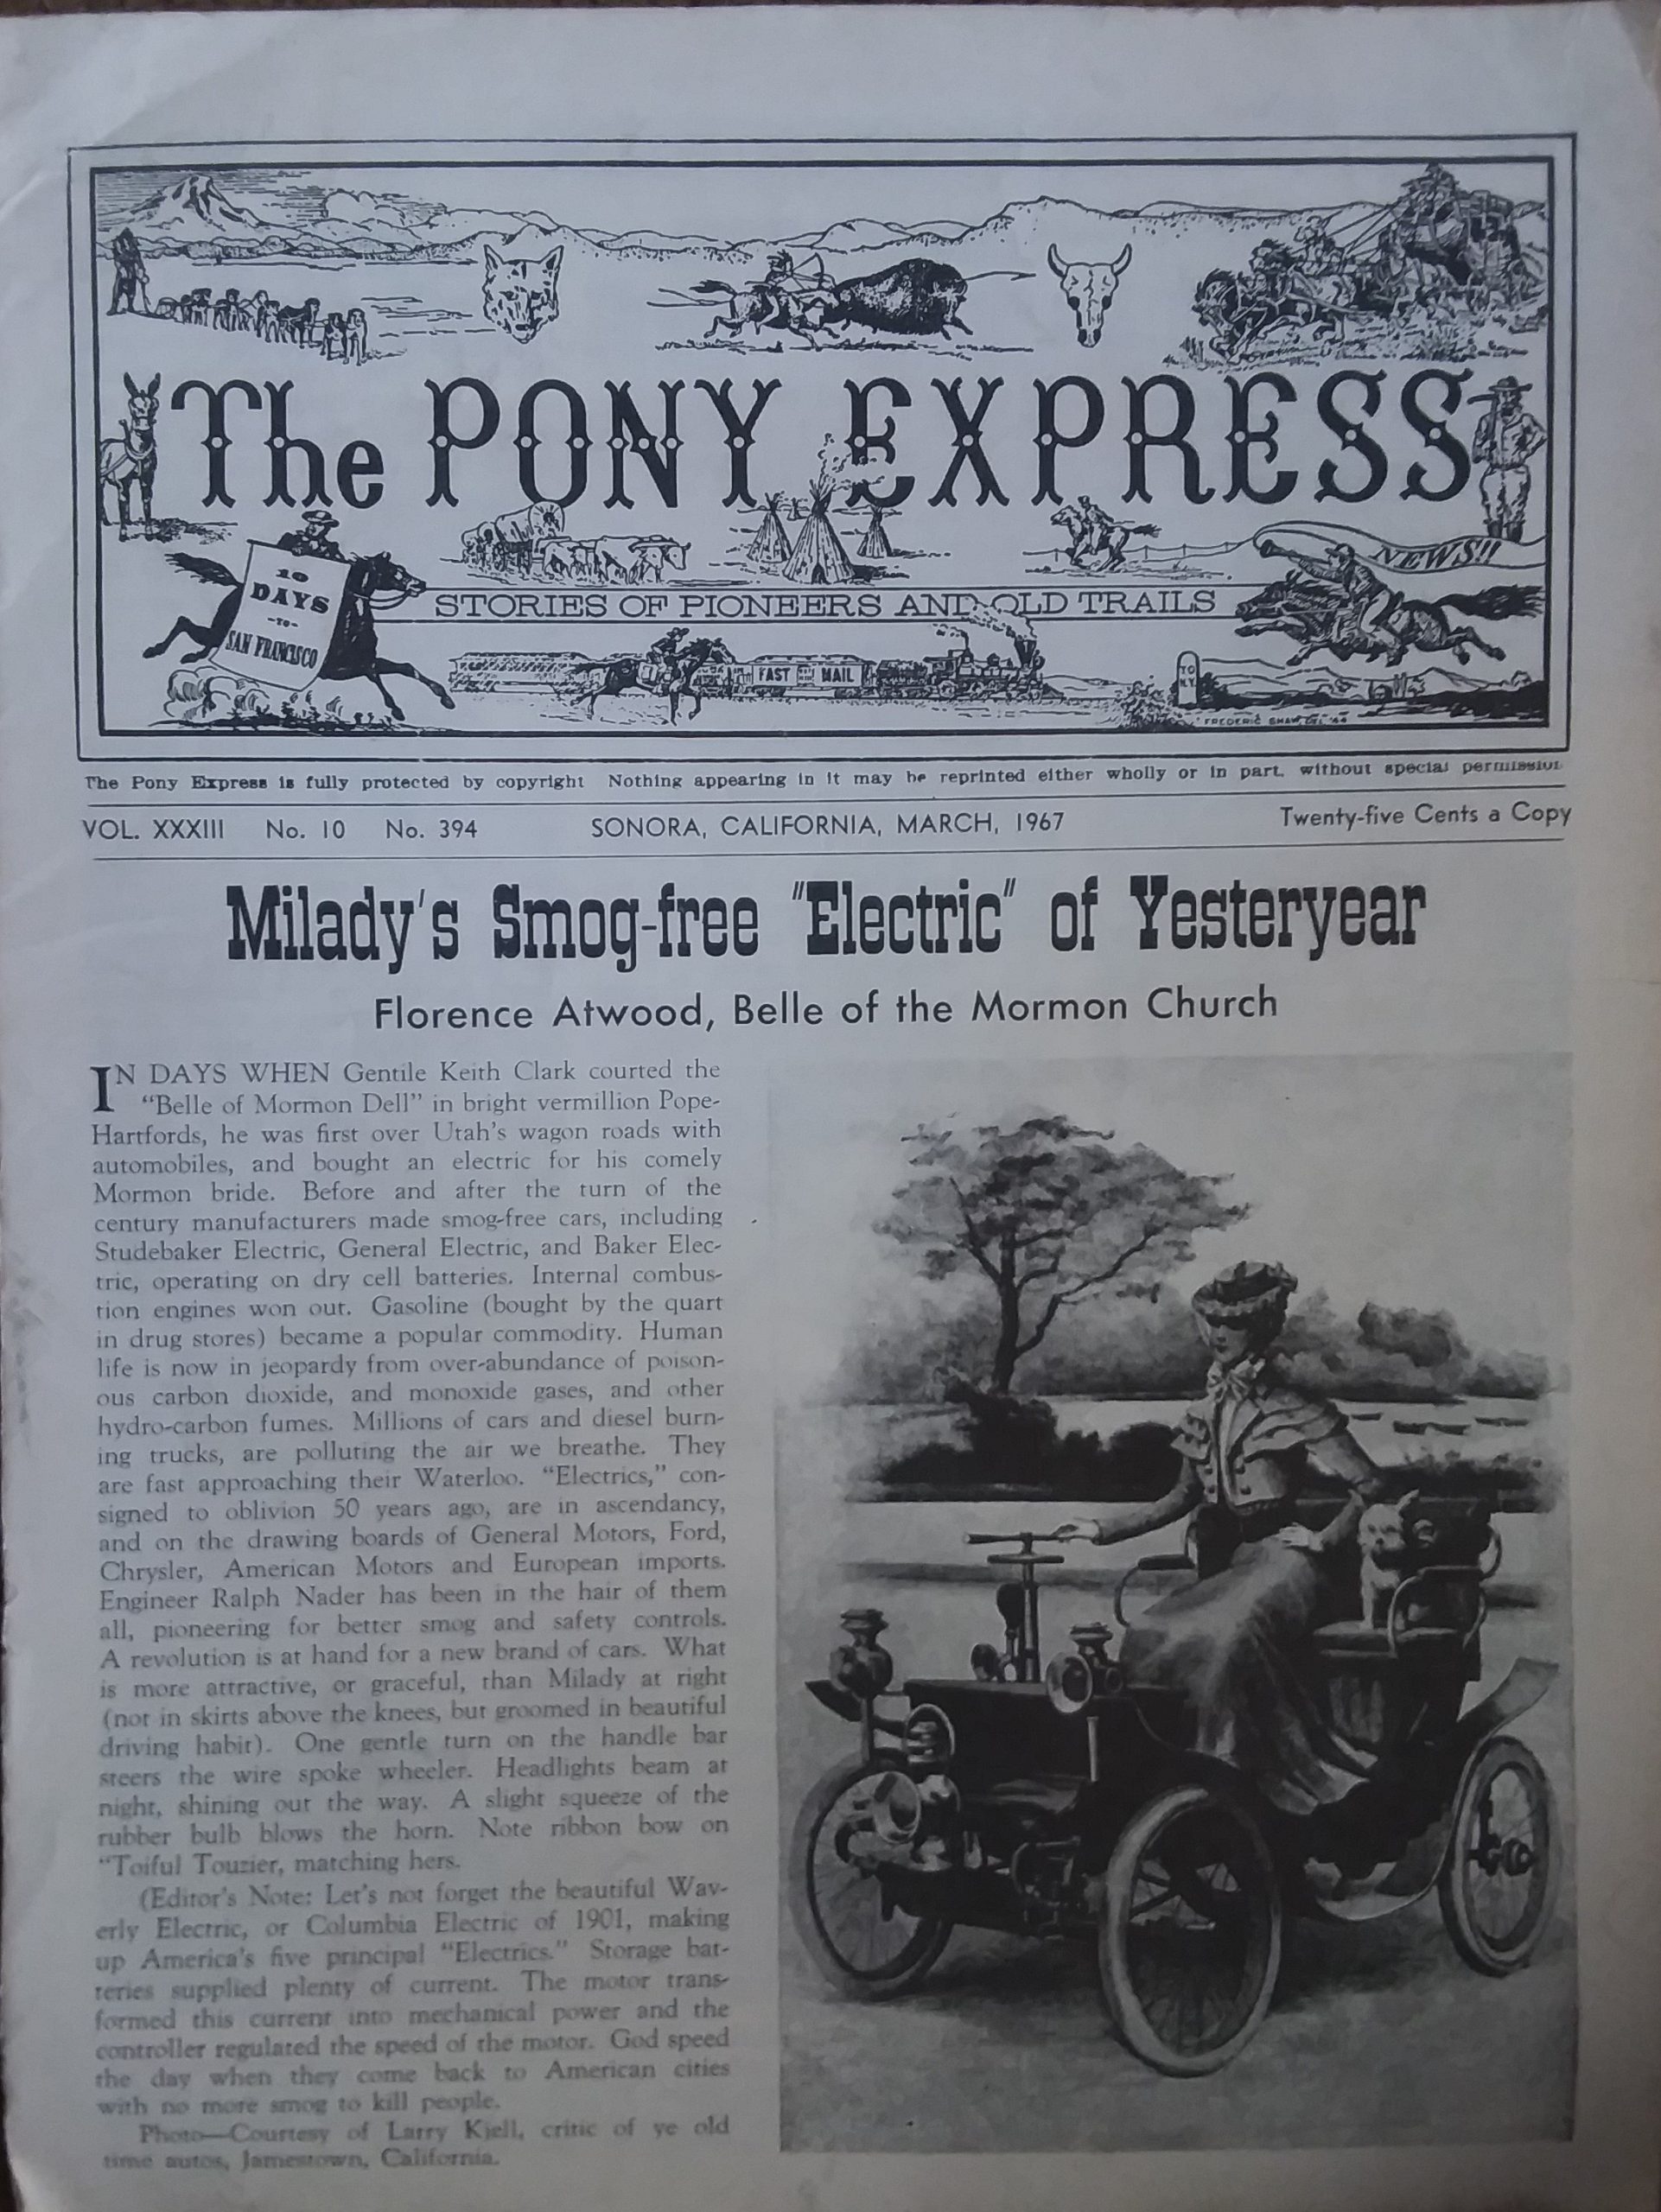 The PONY EXPRESS
NEWS!!
10
DAYS
-TO-
SAN FRANCISCO
STORIES OF PIONEERS AND OLD TRAILS
FAST MAIL
TO
N.Y.
FREDERIC SHAW DEL '44
The Pony Express is fully protected by copyright Nothing appearing in it may be reprinted either wholly or in part, without special permission
VOL. XXXIII No. 10 No. 394 SONORA, CALIFORNIA, MARCH, 1967 Twenty-five Cents a Copy
Milady's Smog-free "Electric" of Yesteryear
Florence Atwood, Belle of the Mormon Church
IN DAYS WHEN Gentile Keith Clark courted the
"Belle of Mormon Dell" in bright vermillion Pope-
Hartfords, he was first over Utah's wagon roads with
automobiles, and bought an electric for his comely
Mormon bride. Before and after the turn of the
century manufacturers made smog-free cars, including
Studebaker Electric, General Electric, and Baker Elec-
tric, operating on dry cell batteries. Internal combus-
tion engines won out. Gasoline (bought by the quart
in drug stores) became a popular commodity. Human
life is now in jeopardy from over-abundance of poison-
ous carbon dioxide, and monoxide gases, and other
hydro-carbon fumes. Millions of cars and diesel burn-
ing trucks, are polluting the air we breathe. They
are fast approaching their Waterloo. "Electrics," con-
signed to oblivion 50 years ago, are in ascendancy,
and on the drawing boards of General Motors, Ford,
Chrysler, American Motors and European imports.
Engineer Ralph Nader has been in the hair of them
all, pioneering for better smog and safety controls.
A revolution is at hand for a new brand of cars. What
is more attractive, or graceful, than Milady at right
(not in skirts above the knees, but groomed in beautiful
driving habit). One gentle turn on the handle bar
steers the wire spoke wheeler. Headlights beam at
night, shining out the way. A slight squeeze of the
rubber bulb blows the horn. Note ribbon bow on
"Toiful Touzier, matching hers.
(Editor's Note: Let's not forget the beautiful Wav-
erly Electric, or Columbia Electric of 1901, making
up America's five principal "Electrics." Storage bat-
teries supplied plenty of current. The motor trans-
formed this current into mechanical power and the
controller regulated the speed of the motor. God speed
the day when they come back to American cities
with no more smog to kill people.
Photo—Courtesy of Larry Kjell, critic of ye old
time autos, Jamestown, California.